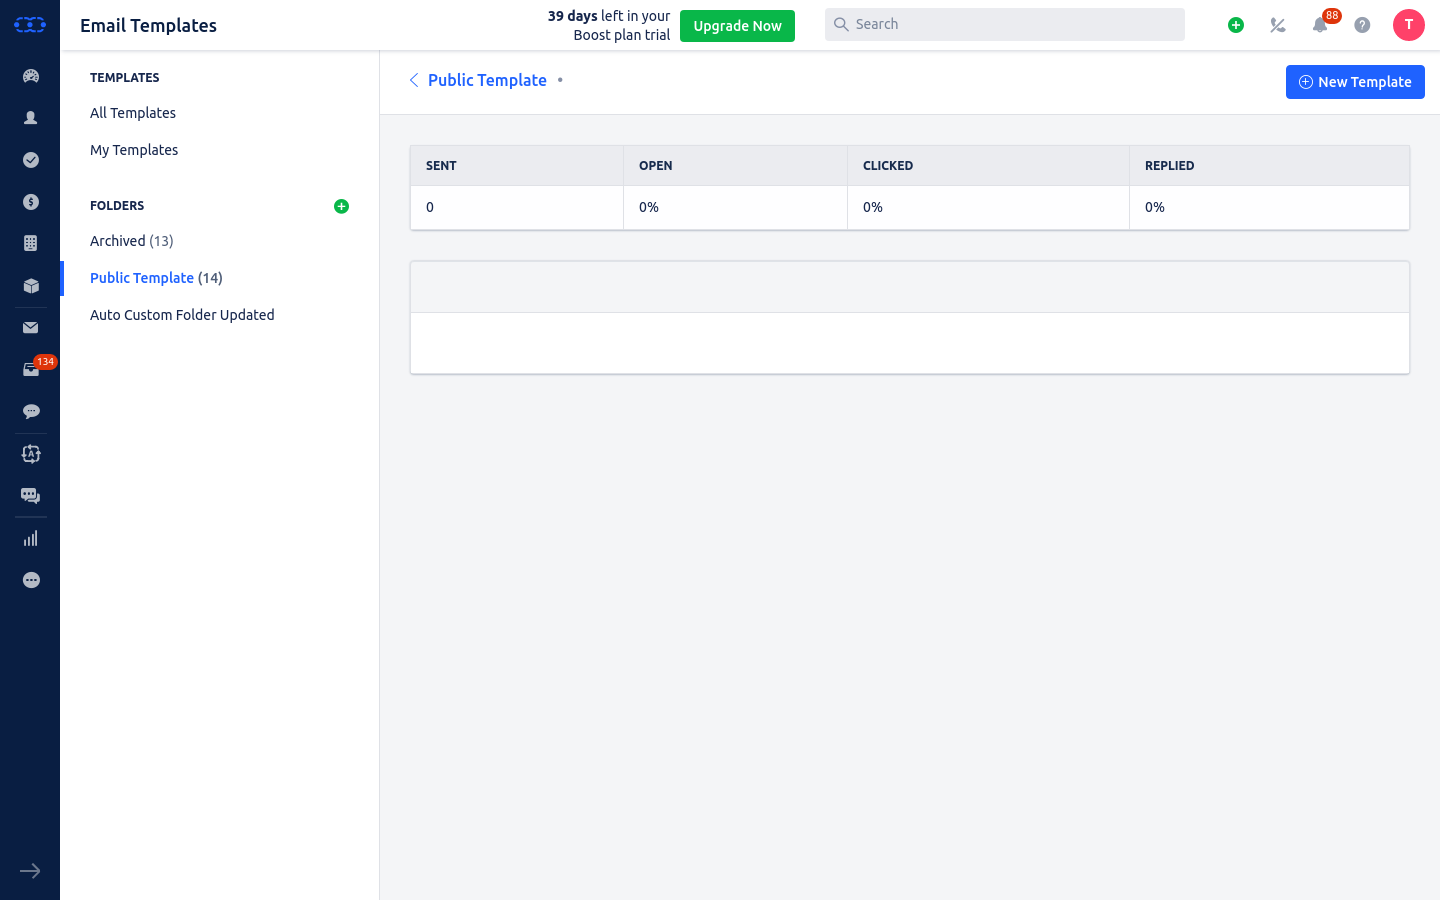 Email Templates
39 days left in your
Boost plan trial
Upgrade Now
Search
88
T
TEMPLATES
All Templates
My Templates
FOLDERS
Archived (13)
Public Template (14)
Auto Custom Folder Updated
134
Public Template •
New Template
SENT OPEN CLICKED REPLIED
0 0% 0% 0%